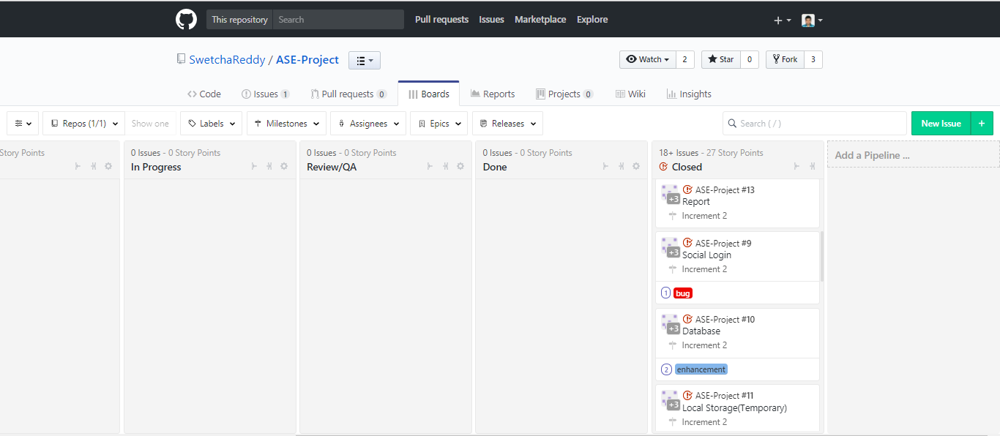 This repository Search Pull requests Issues Marketplace Explore
SwetchaReddy / ASE-Project
Watch 2 Star 0 Fork 3
Code Issues 1 Pull requests 0 Boards Reports Projects 0 Wiki Insights
Repos (1/1) Show one Labels Milestones Assignees Epics Releases Search ( / ) New Issue +
Story Points
0 Issues - 0 Story Points
In Progress
0 Issues - 0 Story Points
Review/QA
0 Issues - 0 Story Points
Done
18+ Issues - 27 Story Points
Closed
+3 ASE-Project #13
Report
Increment 2
+3 ASE-Project #9
Social Login
Increment 2
1 bug
+3 ASE-Project #10
Database
Increment 2
2 enhancement
+3 ASE-Project #11
Local Storage(Temporary)
Increment 2
Add a Pipeline ...